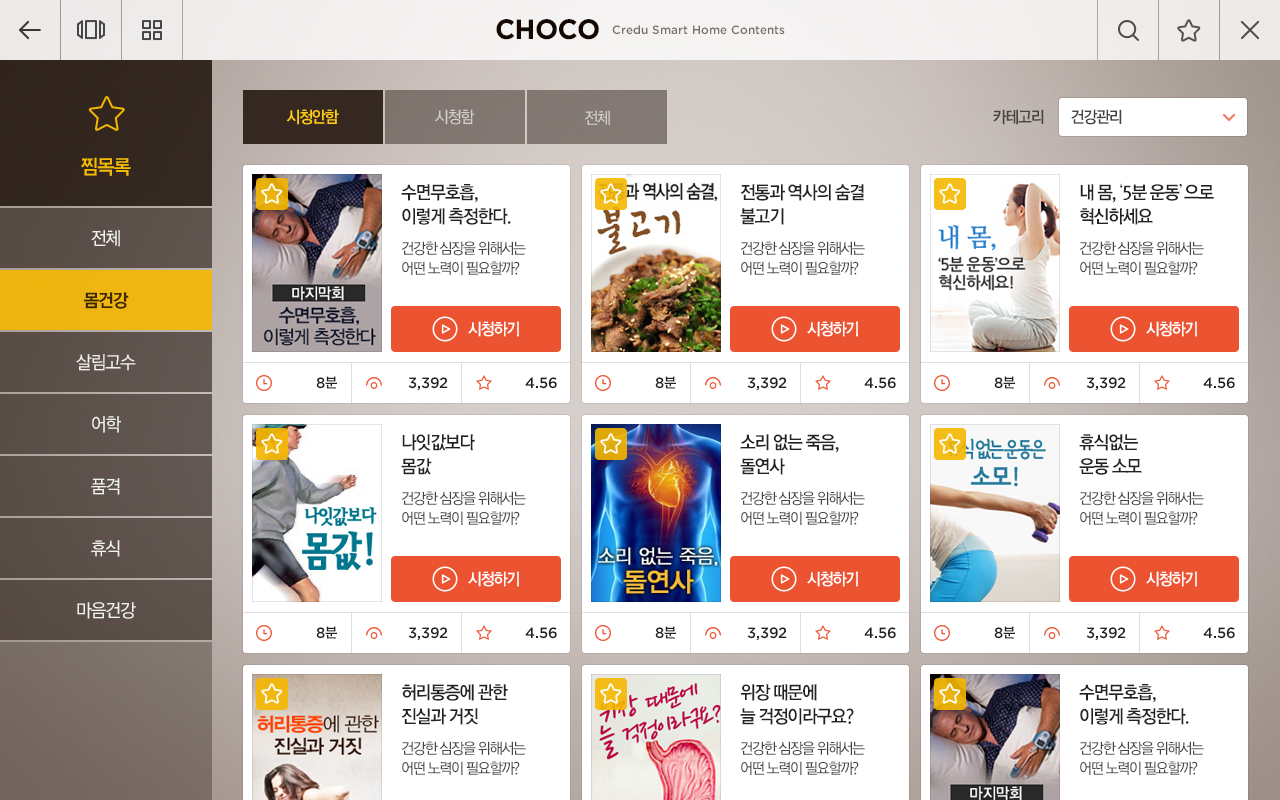 CHOCO Credu Smart Home Contents
찜목록
전체
몸건강
살림고수
어학
품격
휴식
마음건강
시청안함
시청함
전체
카테고리
건강관리
마지막회
수면무호흡,
이렇게 측정한다
수면무호흡,
이렇게 측정한다.
건강한 심장을 위해서는
어떤 노력이 필요할까?
시청하기
8분
3,392
4.56
과 역사의 숨결,
불고기
전통과 역사의 숨결
불고기
건강한 심장을 위해서는
어떤 노력이 필요할까?
시청하기
8분
3,392
4.56
내 몸,
‘5분 운동’으로
혁신하세요!
내 몸, ‘5분 운동’ 으로
혁신하세요
건강한 심장을 위해서는
어떤 노력이 필요할까?
시청하기
8분
3,392
4.56
나잇값보다
몸값!
나잇값보다
몸값
건강한 심장을 위해서는
어떤 노력이 필요할까?
시청하기
8분
3,392
4.56
소리 없는 죽음,
돌연사
소리 없는 죽음,
돌연사
건강한 심장을 위해서는
어떤 노력이 필요할까?
시청하기
8분
3,392
4.56
식없는 운동은
소모!
휴식없는
운동 소모
건강한 심장을 위해서는
어떤 노력이 필요할까?
시청하기
8분
3,392
4.56
허리통증에 관한
진실과 거짓
허리통증에 관한
진실과 거짓
건강한 심장을 위해서는
어떤 노력이 필요할까?
위장 때문에
늘 걱정이라구요?
위장 때문에
늘 걱정이라구요?
건강한 심장을 위해서는
어떤 노력이 필요할까?
마지막회
수면무호흡,
이렇게 측정한다.
건강한 심장을 위해서는
어떤 노력이 필요할까?